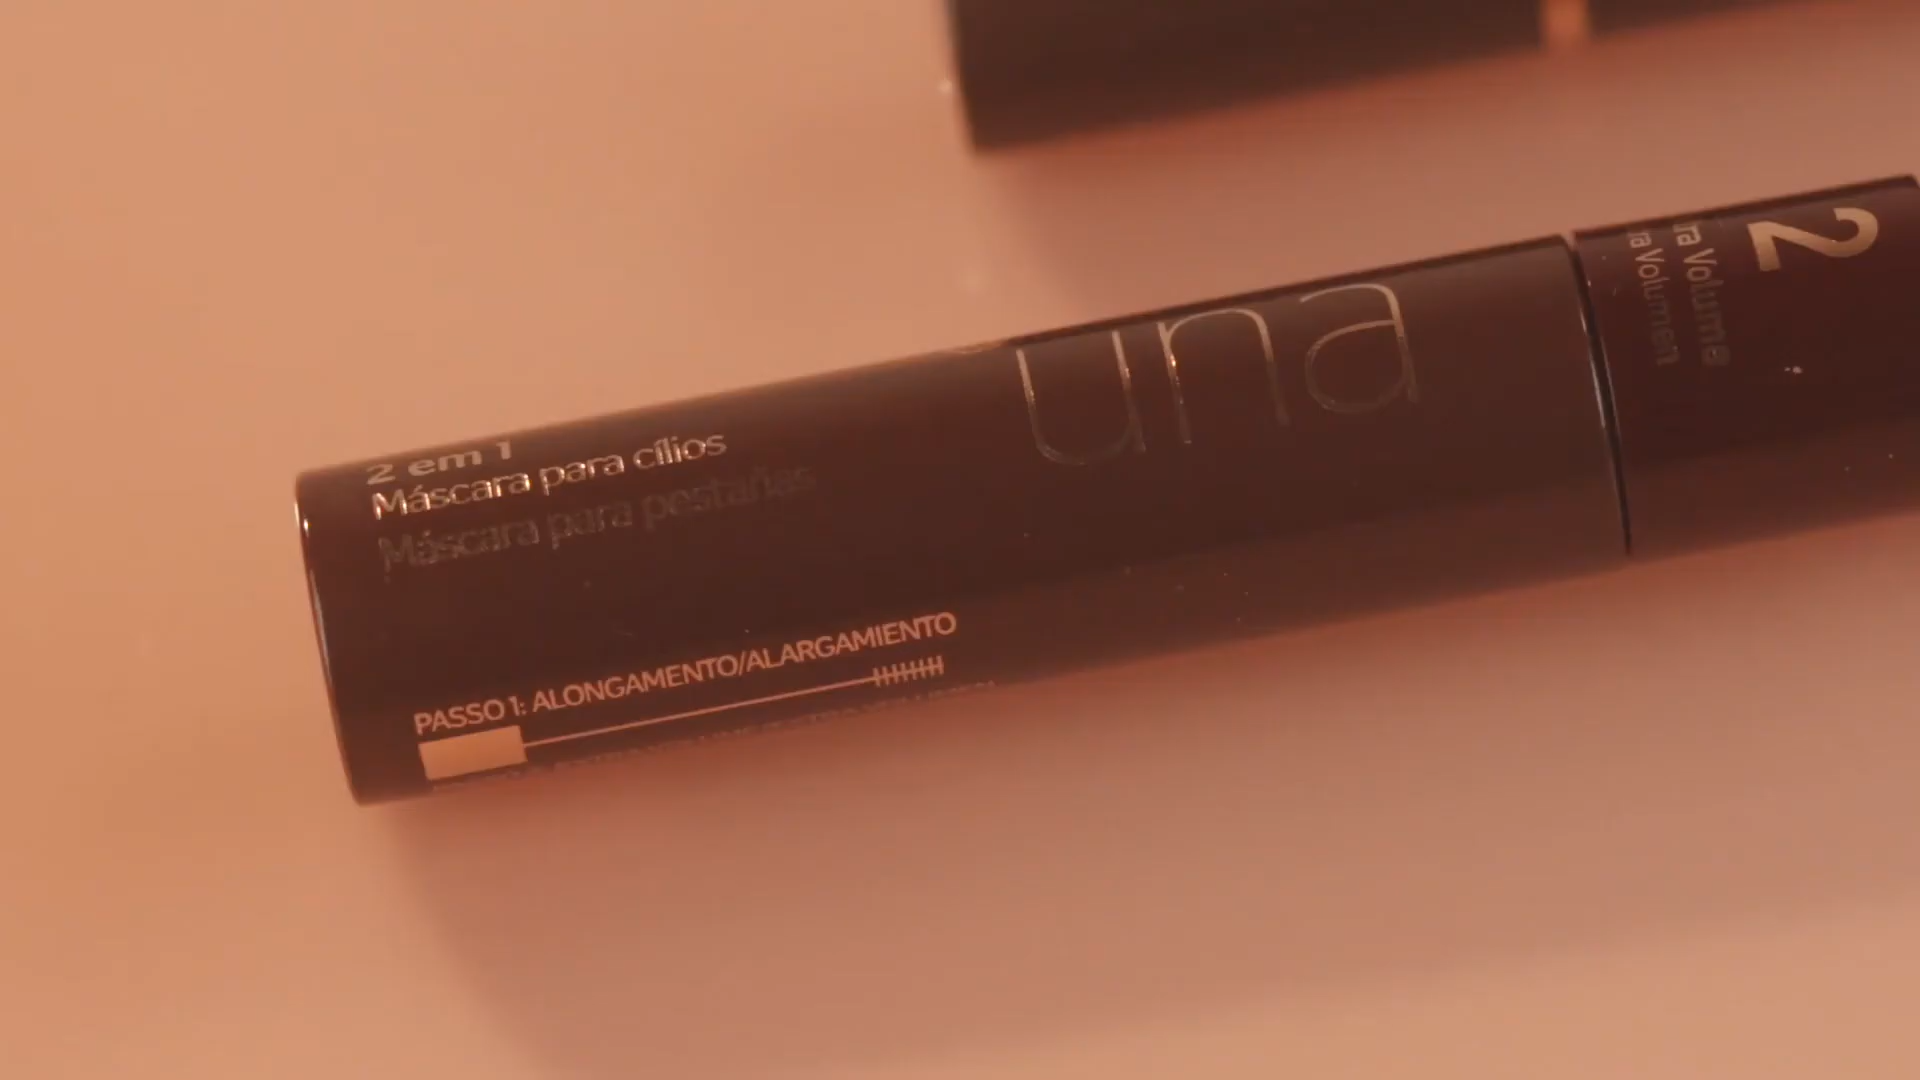 2 em 1
Máscara para cílios
Máscara para pestañas
PASSO 1: ALONGAMENTO/ALARGAMIENTO
una
2
Volume
Volumen